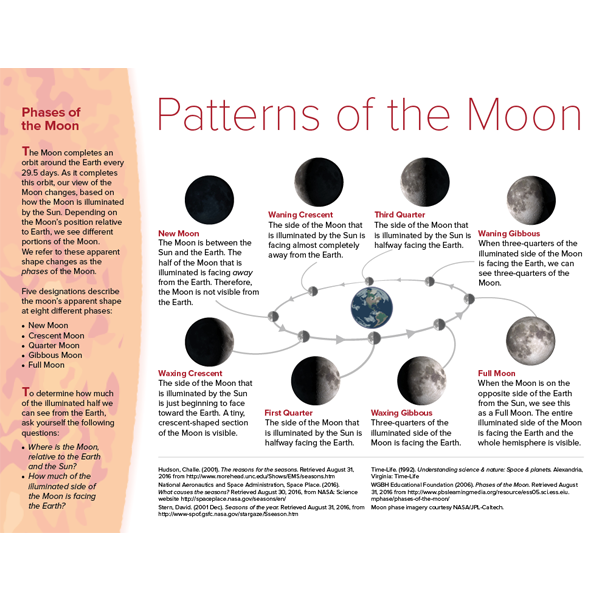 Phases of
the Moon
The Moon completes an
orbit around the Earth every
29.5 days. As it completes
this orbit, our view of the
Moon changes, based on
how the Moon is illuminated
by the Sun. Depending on
the Moon's position relative
to Earth, we see different
portions of the Moon.
We refer to these apparent
shape changes as the
phases of the Moon.
Five designations describe
the moon's apparent shape
at eight different phases:
• New Moon
• Crescent Moon
• Quarter Moon
• Gibbous Moon
• Full Moon
To determine how much
of the illuminated half we
can see from the Earth,
ask yourself the following
questions:
• Where is the Moon,
relative to the Earth
and the Sun?
• How much of the
illuminated side of
the Moon is facing
the Earth?
Patterns of the Moon
New Moon
The Moon is between the
Sun and the Earth. The
half of the Moon that is
illuminated is facing away
from the Earth. Therefore,
the Moon is not visible from
the Earth.
Waning Crescent
The side of the Moon that
is illuminated by the Sun is
facing almost completely
away from the Earth.
Third Quarter
The side of the Moon that
is illuminated by the Sun is
halfway facing the Earth.
Waning Gibbous
When three-quarters of the
illuminated side of the Moon
is facing the Earth, we can
see three-quarters of the
Moon.
Waxing Crescent
The side of the Moon that
is illuminated by the Sun
is just beginning to face
toward the Earth. A tiny,
crescent-shaped section
of the Moon is visible.
First Quarter
The side of the Moon that
is illuminated by the Sun is
halfway facing the Earth.
Waxing Gibbous
Three-quarters of the
illuminated side of the
Moon is facing the Earth.
Full Moon
When the Moon is on the
opposite side of the Earth
from the Sun, we see this
as a Full Moon. The entire
illuminated side of the Moon
is facing the Earth and the
whole hemisphere is visible.
Hudson, Challe. (2001). The reasons for the seasons. Retrieved August 31,
2016 from http://www.morehead.unc.edu/Shows/EMS/seasons.htm
National Aeronautics and Space Administration, Space Place. (2016).
What causes the seasons? Retrieved August 30, 2016, from NASA: Science
website http://spaceplace.nasa.gov/seasons/en/
Stern, David. (2001 Dec). Seasons of the year. Retrieved August 31, 2016, from
http://www-spof.gsfc.nasa.gov/stargaze/Sseason.htm
Time-Life. (1992). Understanding science & nature: Space & planets. Alexandria,
Virginia: Time-Life
WGBH Educational Foundation (2006). Phases of the Moon. Retrieved August
31, 2016 from http://www.pbslearningmedia.org/resource/ess05.sci.ess.eiu.
mphase/phases-of-the-moon/
Moon phase imagery courtesy NASA/JPL-Caltech.